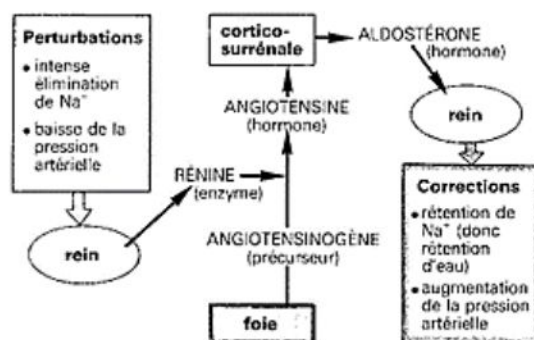 Perturbations
• intense
élimination
de Na⁺
• baisse de la
pression
artérielle
rein
RÉNINE
(enzyme)
cortico-
surrénale
ANGIOTENSINE
(hormone)
ANGIOTENSINOGÈNE
(précurseur)
foie
ALDOSTÉRONE
(hormone)
rein
Corrections
• rétention de
Na⁺ (donc
rétention
d'eau)
• augmentation
de la pression
artérielle